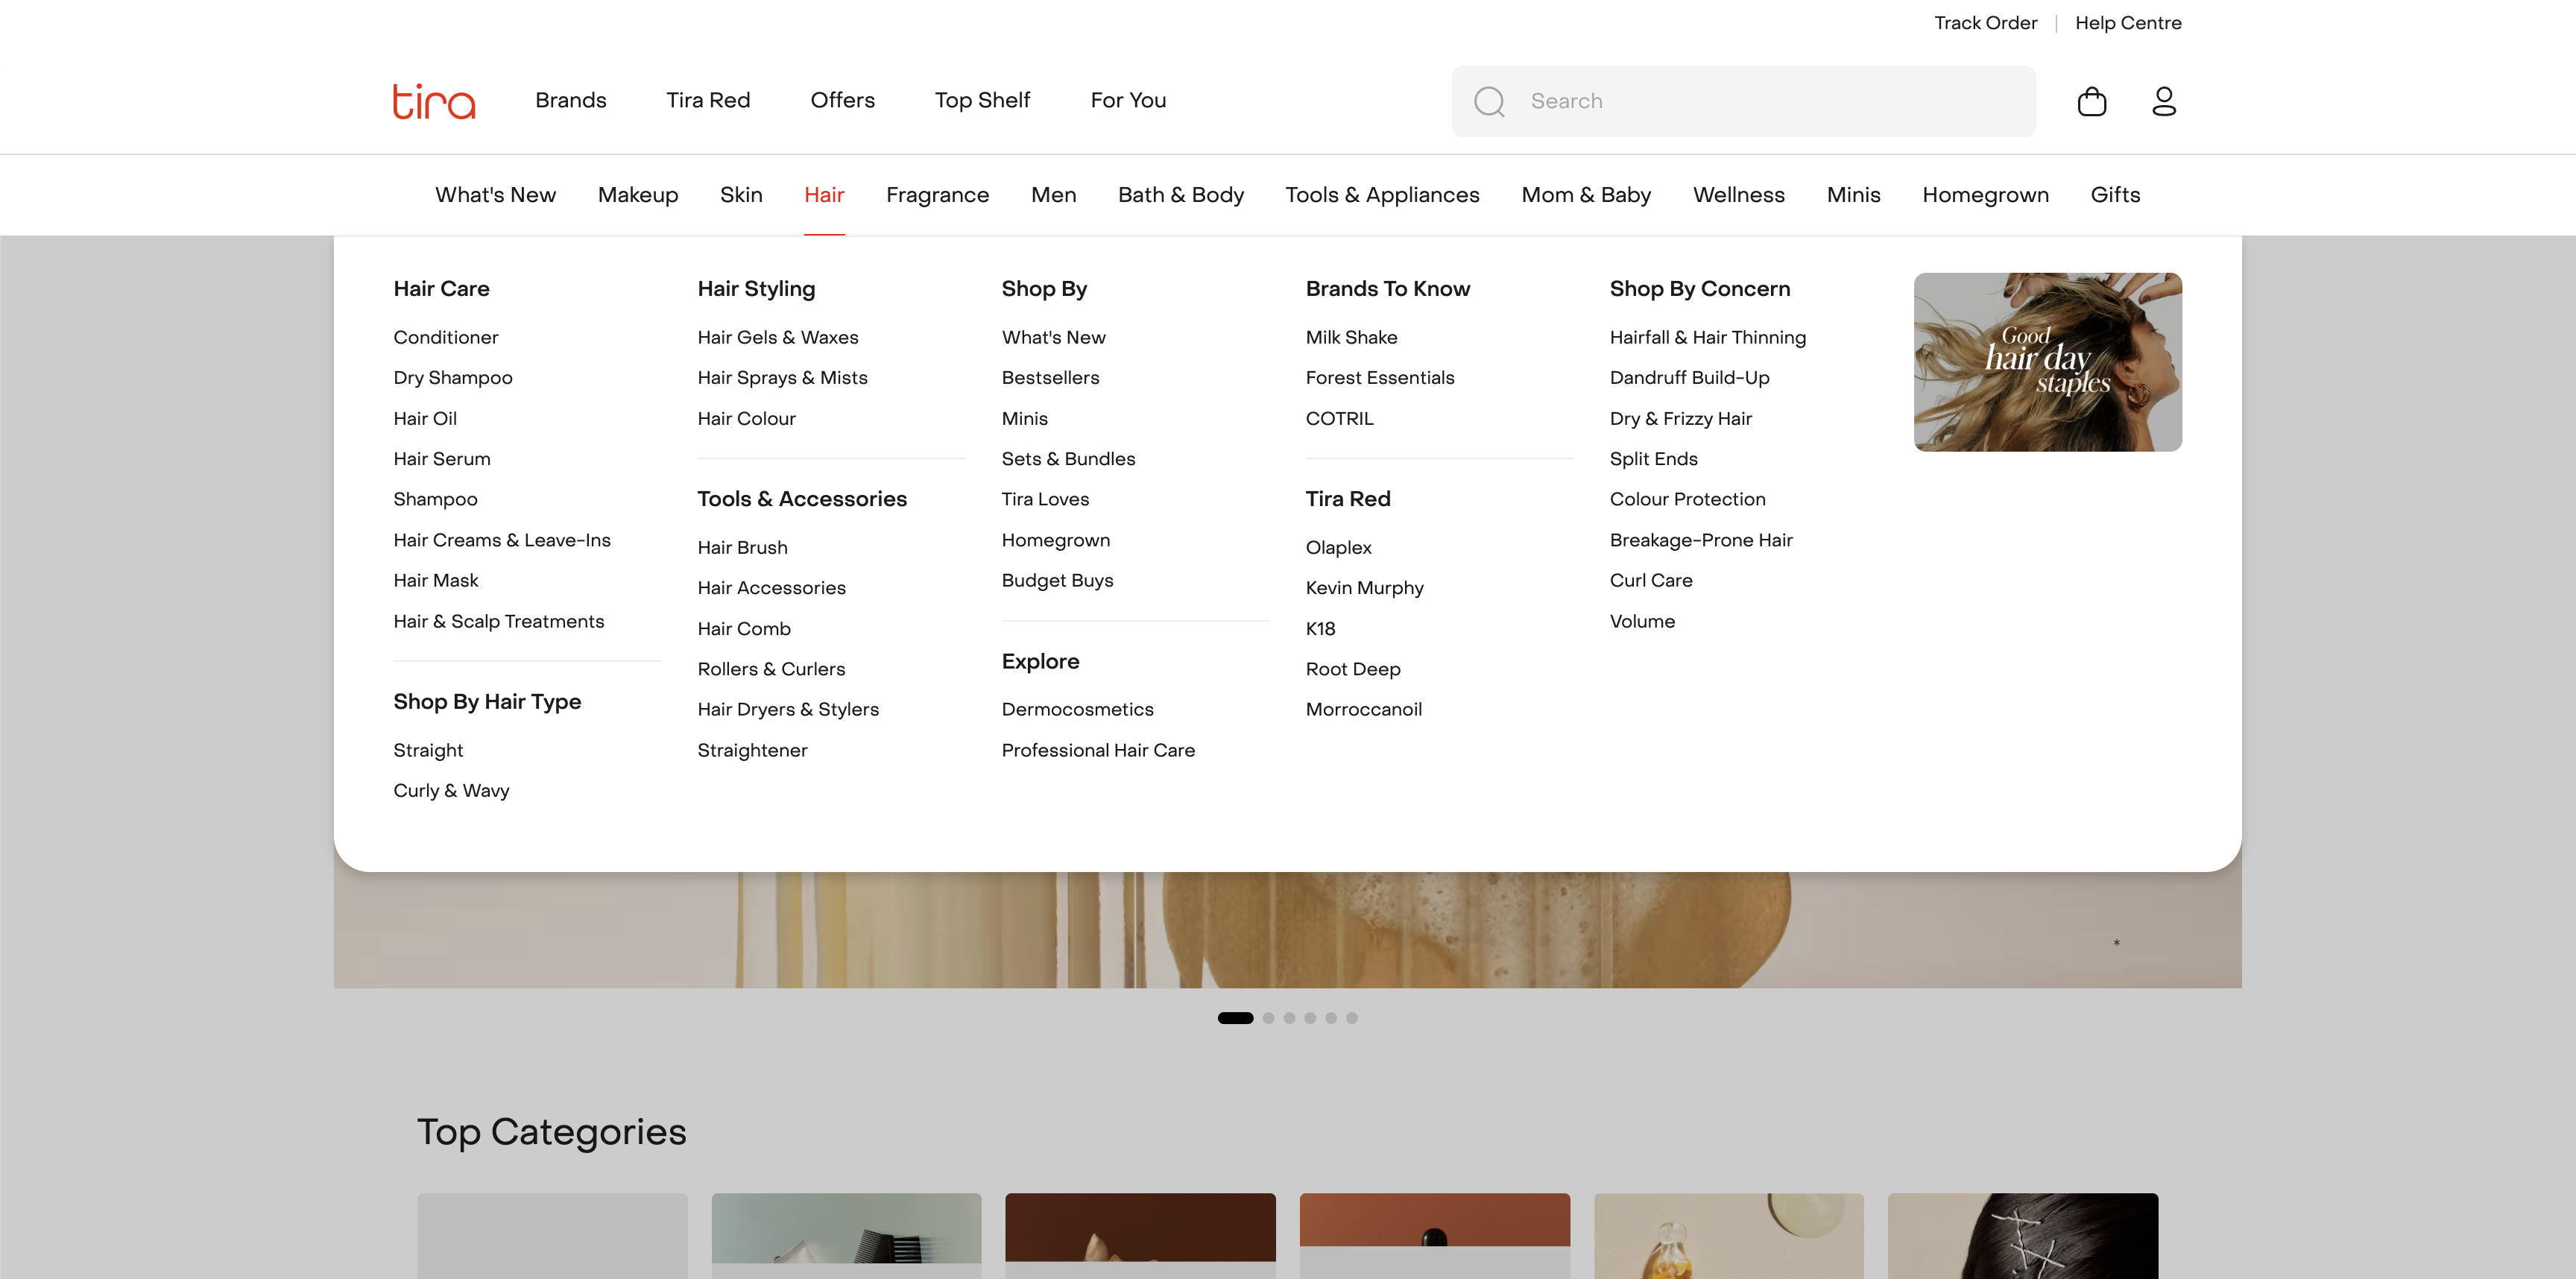 Track Order | Help Centre
tira
Brands
Tira Red
Offers
Top Shelf
For You
Search
What's New
Makeup
Skin
Hair
Fragrance
Men
Bath & Body
Tools & Appliances
Mom & Baby
Wellness
Minis
Homegrown
Gifts
Hair Care
Conditioner
Dry Shampoo
Hair Oil
Hair Serum
Shampoo
Hair Creams & Leave-Ins
Hair Mask
Hair & Scalp Treatments
Shop By Hair Type
Straight
Curly & Wavy
Hair Styling
Hair Gels & Waxes
Hair Sprays & Mists
Hair Colour
Tools & Accessories
Hair Brush
Hair Accessories
Hair Comb
Rollers & Curlers
Hair Dryers & Stylers
Straightener
Shop By
What's New
Bestsellers
Minis
Sets & Bundles
Tira Loves
Homegrown
Budget Buys
Explore
Dermocosmetics
Professional Hair Care
Brands To Know
Milk Shake
Forest Essentials
COTRIL
Tira Red
Olaplex
Kevin Murphy
K18
Root Deep
Morroccanoil
Shop By Concern
Hairfall & Hair Thinning
Dandruff Build-Up
Dry & Frizzy Hair
Split Ends
Colour Protection
Breakage-Prone Hair
Curl Care
Volume
Good
hair day
staples
*
Top Categories